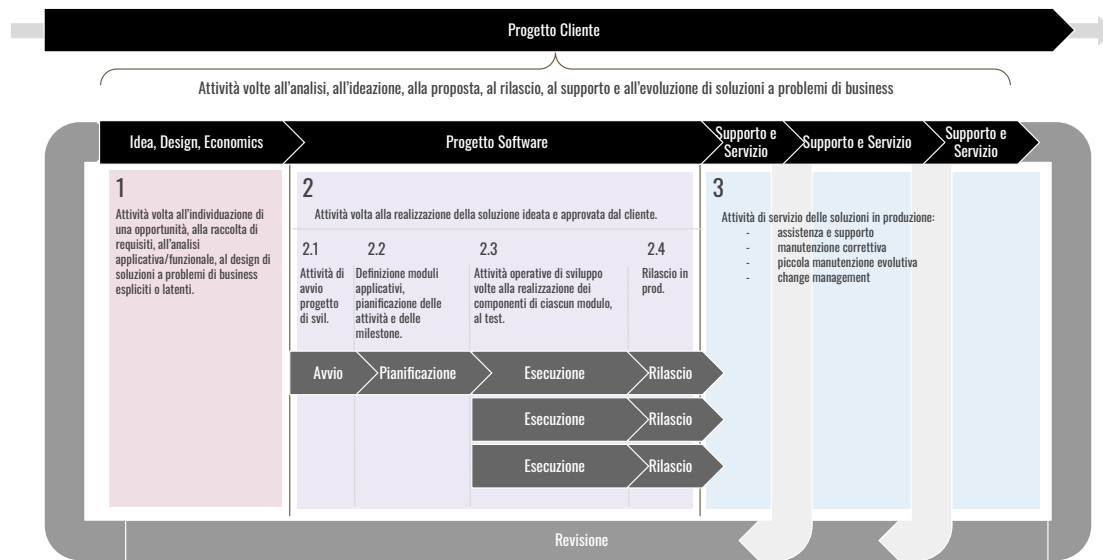 Progetto Cliente
Attività volte all'analisi, all'ideazione, alla proposta, al rilascio, al supporto e all'evoluzione di soluzioni a problemi di business
Idea, Design, Economics
Progetto Software
Supporto e
Servizio
Supporto e Servizio
Supporto e
Servizio
1
Attività volta all'individuazione di
una opportunità, alla raccolta di
requisiti, all'analisi
applicativa/funzionale, al design di
soluzioni a problemi di business
espliciti o latenti.
2
Attività volta alla realizzazione della soluzione ideata e approvata dal cliente.
2.1
Attività di
avvio
progetto
di svil.
2.2
Definizione moduli
applicativi,
pianificazione delle
attività e delle
milestone.
2.3
Attività operative di sviluppo
volte alla realizzazione dei
componenti di ciascun modulo,
al test.
2.4
Rilascio in
prod.
3
Attività di servizio delle soluzioni in produzione:
- assistenza e supporto
- manutenzione correttiva
- piccola manutenzione evolutiva
- change management
Avvio
Pianificazione
Esecuzione
Rilascio
Esecuzione
Rilascio
Esecuzione
Rilascio
Revisione